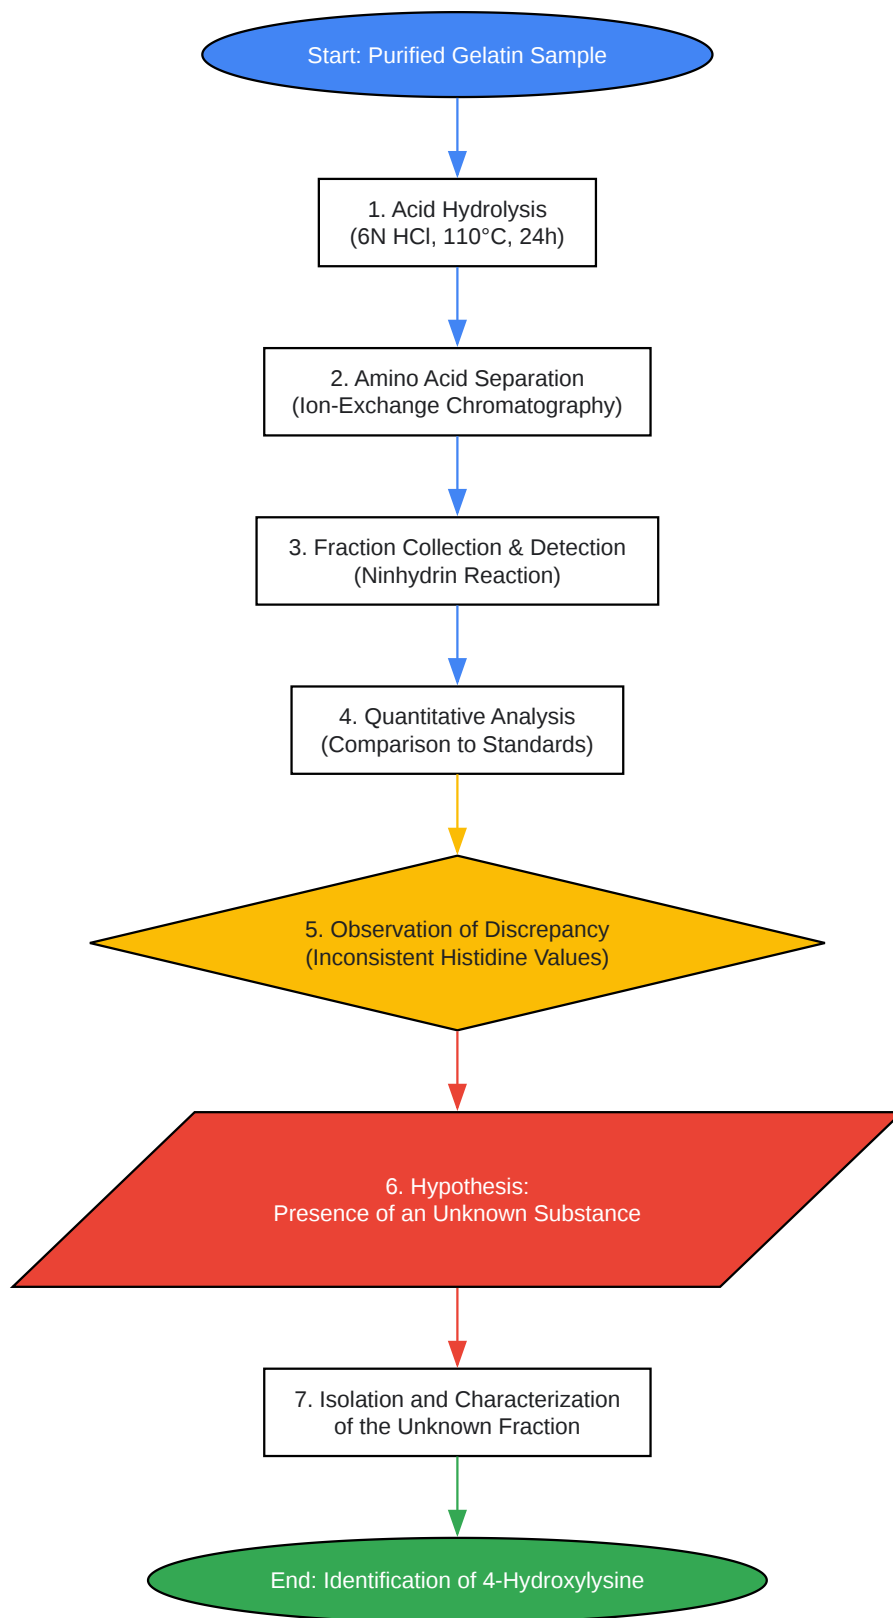 Start: Purified Gelatin Sample
1. Acid Hydrolysis
(6N HCl, 110°C, 24h)
2. Amino Acid Separation
(Ion-Exchange Chromatography)
3. Fraction Collection & Detection
(Ninhydrin Reaction)
4. Quantitative Analysis
(Comparison to Standards)
5. Observation of Discrepancy
(Inconsistent Histidine Values)
6. Hypothesis:
Presence of an Unknown Substance
7. Isolation and Characterization
of the Unknown Fraction
End: Identification of 4-Hydroxylysine